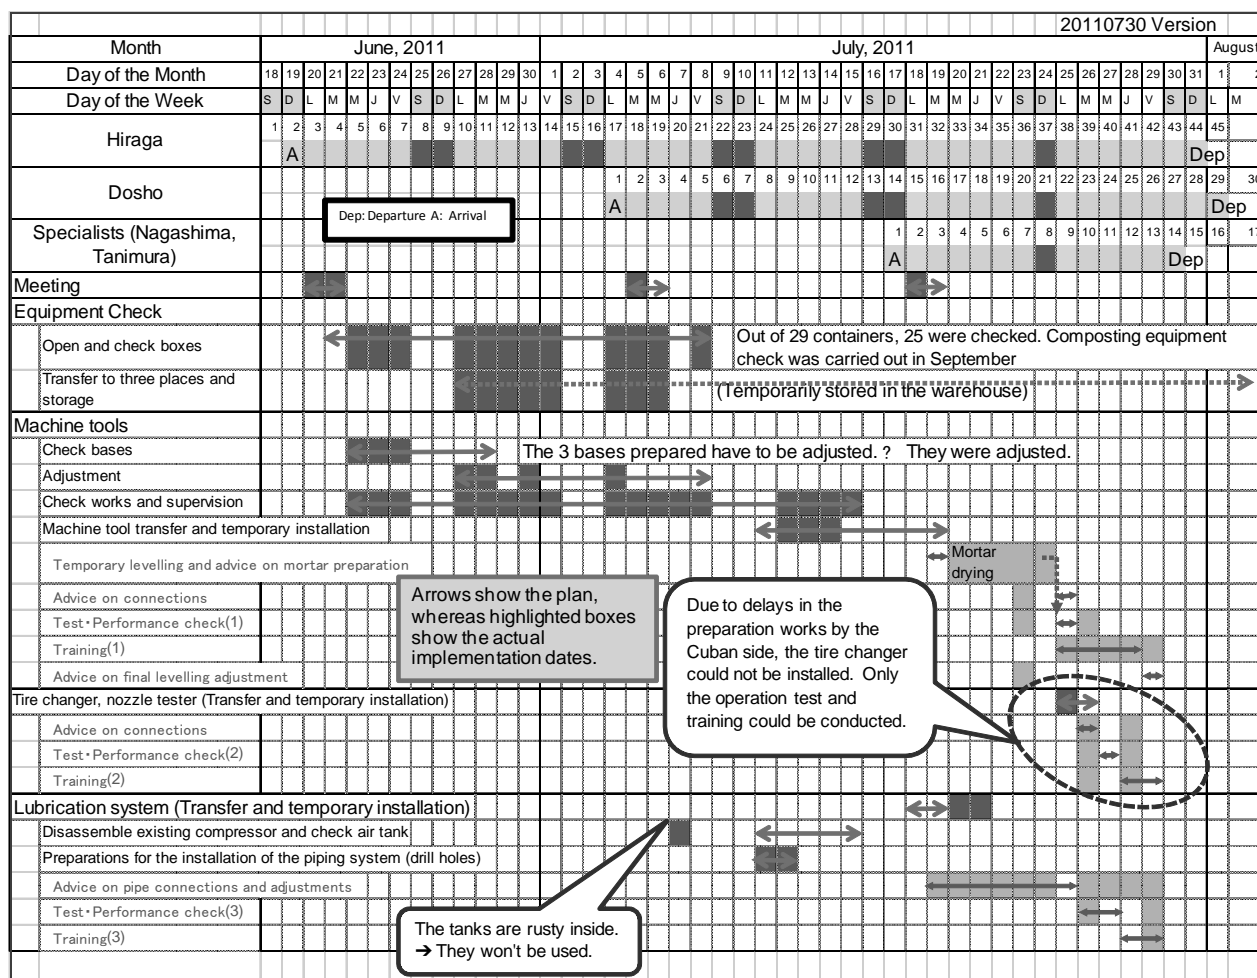 20110730 Version
Month June, 2011 July, 2011 August
Day of the Month 18 19 20 21 22 23 24 25 26 27 28 29 30 1 2 3 4 5 6 7 8 9 10 11 12 13 14 15 16 17 18 19 20 21 22 23 24 25 26 27 28 29 30 31 1 2
Day of the Week S D L M M J V S D L M M J V S D L M M J V S D L M M J V S D L M M J V S D L M M J V S D L M
Hiraga 1 2 3 4 5 6 7 8 9 10 11 12 13 14 15 16 17 18 19 20 21 22 23 24 25 26 27 28 29 30 31 32 33 34 35 36 37 38 39 40 41 42 43 44 45
A Dep
Dosho 1 2 3 4 5 6 7 8 9 10 11 12 13 14 15 16 17 18 19 20 21 22 23 24 25 26 27 28 29 30
A Dep
Dep: Departure A: Arrival
Specialists (Nagashima,
Tanimura)
1 2 3 4 5 6 7 8 9 10 11 12 13 14 15 16 17
A Dep
Meeting
Equipment Check
Open and check boxes
Out of 29 containers, 25 were checked. Composting equipment
check was carried out in September
Transfer to three places and
storage
(Temporarily stored in the warehouse)
Machine tools
Check bases
The 3 bases prepared have to be adjusted. ? They were adjusted.
Adjustment
Check works and supervision
Machine tool transfer and temporary installation
Temporary levelling and advice on mortar preparation
Mortar
drying
Advice on connections
Test・Performance check(1)
Training(1)
Advice on final levelling adjustment
Arrows show the plan,
whereas highlighted boxes
show the actual
implementation dates.
Due to delays in the
preparation works by the
Cuban side, the tire changer
could not be installed. Only
the operation test and
training could be conducted.
Tire changer, nozzle tester (Transfer and temporary installation)
Advice on connections
Test・Performance check(2)
Training(2)
Lubrication system (Transfer and temporary installation)
Disassemble existing compressor and check air tank
Preparations for the installation of the piping system (drill holes)
Advice on pipe connections and adjustments
Test・Performance check(3)
Training(3)
The tanks are rusty inside.
➔ They won't be used.